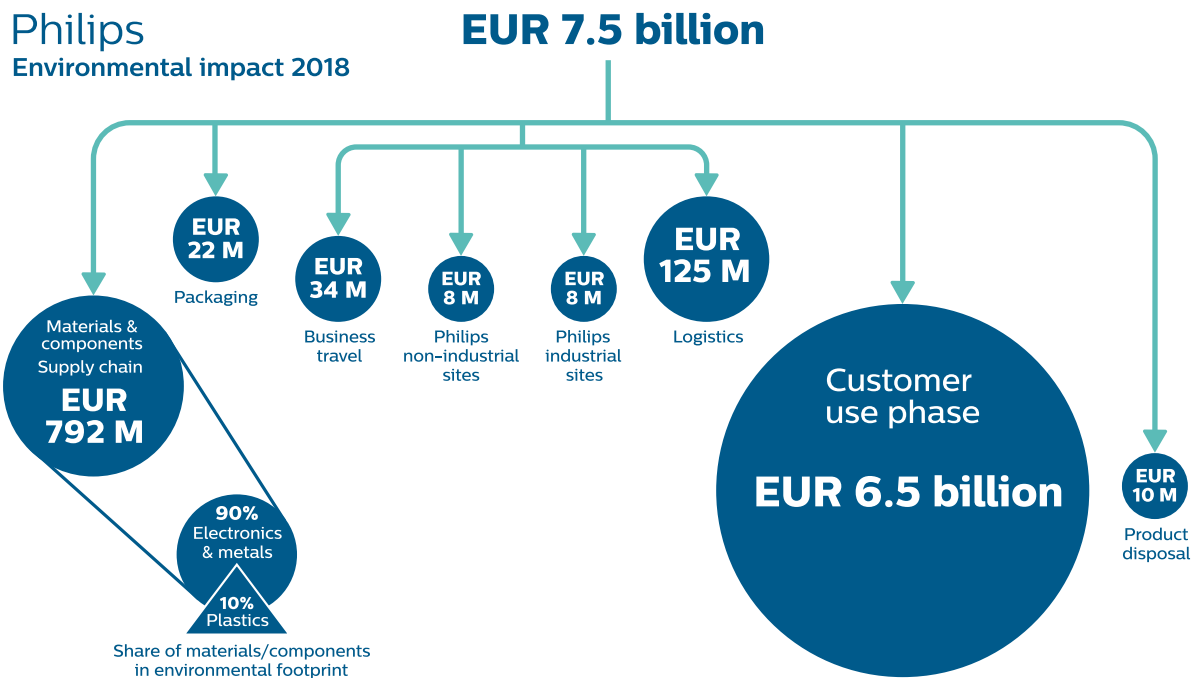 Philips
Environmental impact 2018
EUR 7.5 billion
Materials &
components
Supply chain
EUR
792 M
EUR
22 M
Packaging
EUR
34 M
Business
travel
EUR
8 M
Philips
non-industrial
sites
EUR
8 M
Philips
industrial
sites
EUR
125 M
Logistics
Customer
use phase
EUR 6.5 billion
EUR
10 M
Product
disposal
90%
Electronics
& metals
10%
Plastics
Share of materials/components
in environmental footprint